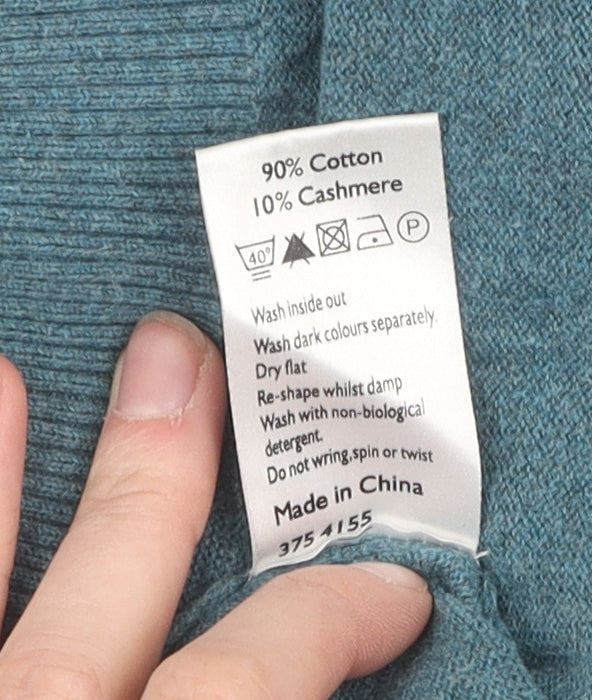 90% Cotton
10% Cashmere
40° P
Wash inside out
Wash dark colours separately.
Dry flat
Re-shape whilst damp
Wash with non-biological
detergent.
Do not wring,spin or twist
Made in China
375 4155